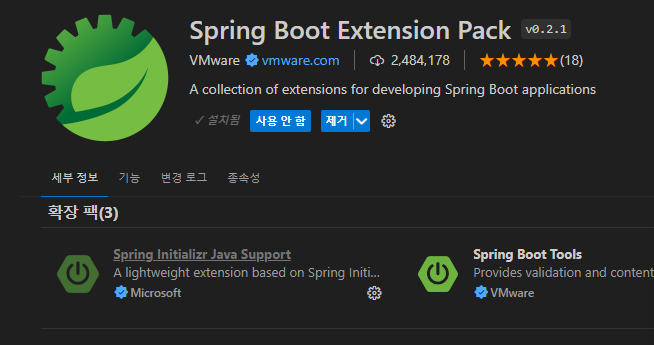 Spring Boot Extension Pack v0.2.1
VMware vmware.com 2,484,178 (18)
A collection of extensions for developing Spring Boot applications
✓ 설치됨 사용 안 함 제거
세부 정보 기능 변경 로그 종속성
확장 팩(3)
Spring Initializr Java Support
A lightweight extension based on Spring Initi...
Microsoft
Spring Boot Tools
Provides validation and content
VMware